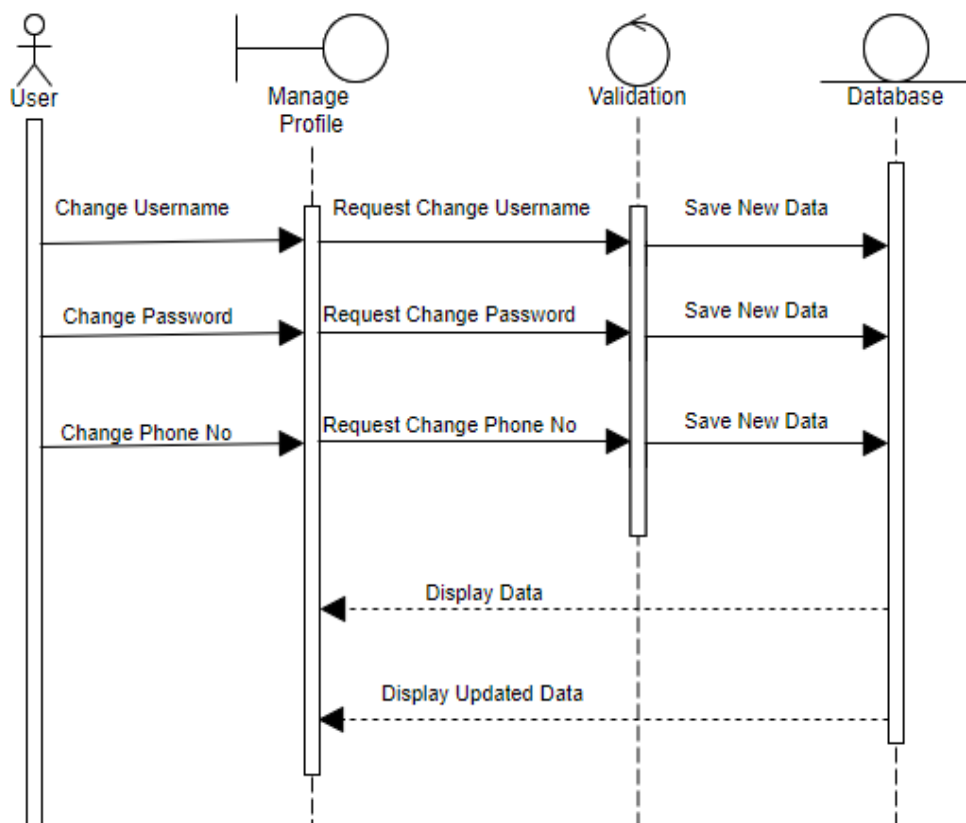 User
Manage
Profile
Validation
Database
Change Username
Request Change Username
Save New Data
Change Password
Request Change Password
Save New Data
Change Phone No
Request Change Phone No
Save New Data
Display Data
Display Updated Data